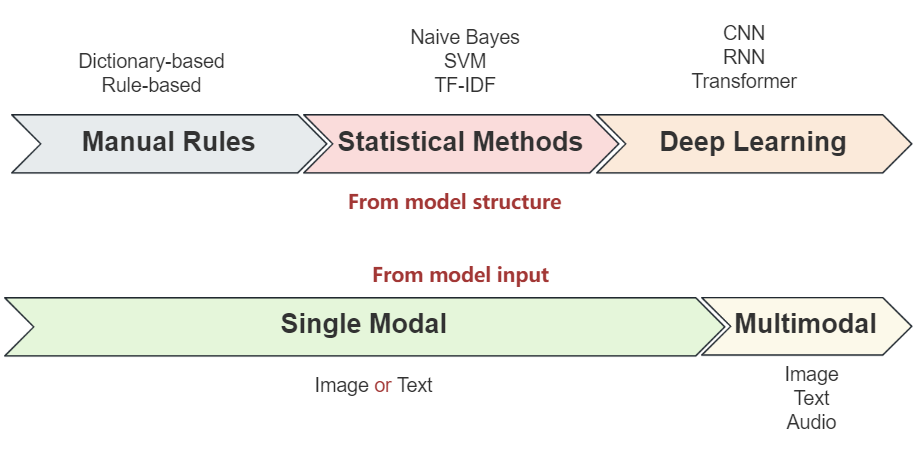 Dictionary-based
Rule-based
Naive Bayes
SVM
TF-IDF
CNN
RNN
Transformer
Manual Rules
Statistical Methods
Deep Learning
From model structure
From model input
Single Modal
Multimodal
Image or Text
Image
Text
Audio